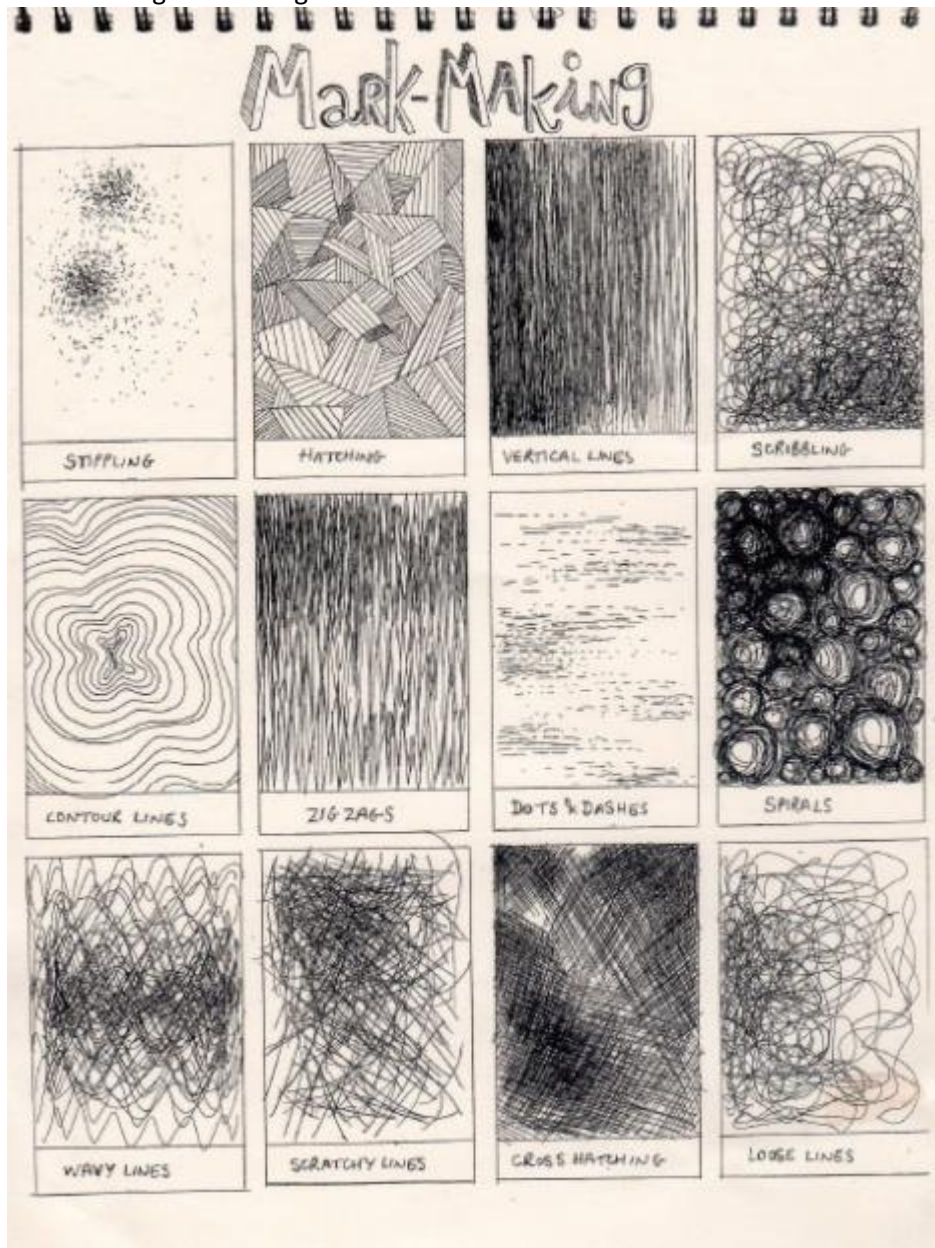 Mark-Making
STIPPLING
HATCHING
VERTICAL LINES
SCRIBBLING
CONTOUR LINES
ZIG ZAGS
DOTS & DASHES
SPIRALS
WAVY LINES
SCRATCHY LINES
CROSS HATCHING
LOOSE LINES